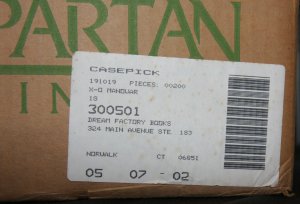 PARTAN
IN
CASEPICK
191019 PIECES: 00200
X-O MANOWAR
18
300501
DREAM FACTORY BOOKS
324 MAIN AVENUE STE. 183
NORWALK CT 06851
05 07 - 02